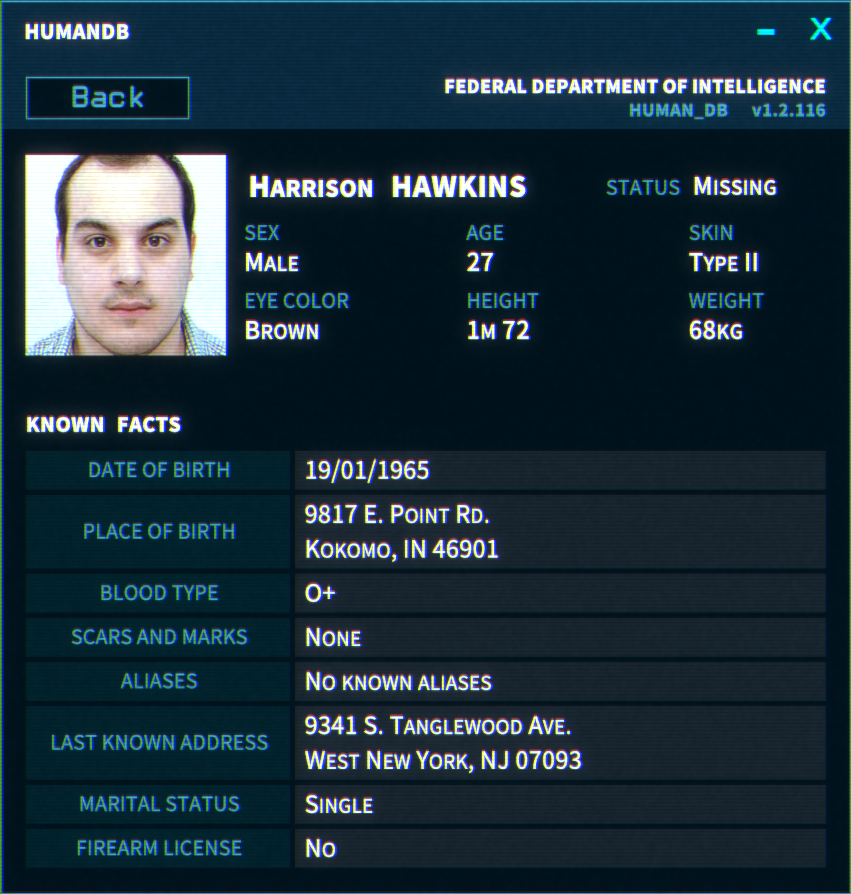 HUMANDB
– X
Back
FEDERAL DEPARTMENT OF INTELLIGENCE
HUMAN_DB v1.2.116
Harrison HAWKINS
STATUS Missing
SEX AGE SKIN
Male 27 Type II
EYE COLOR HEIGHT WEIGHT
Brown 1m 72 68kg
KNOWN FACTS
DATE OF BIRTH 19/01/1965
PLACE OF BIRTH 9817 E. Point Rd.
Kokomo, IN 46901
BLOOD TYPE O+
SCARS AND MARKS None
ALIASES No known aliases
LAST KNOWN ADDRESS 9341 S. Tanglewood Ave.
West New York, NJ 07093
MARITAL STATUS Single
FIREARM LICENSE No